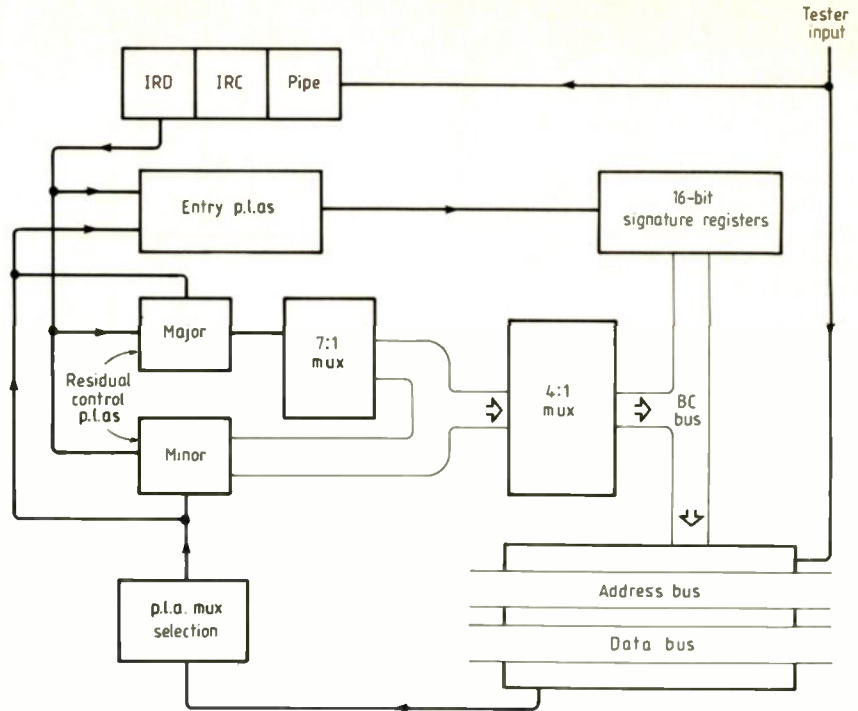 Tester
input
IRD
IRC
Pipe
Entry p.l.as
16-bit
signature registers
Major
7:1
mux
4:1
mux
Residual
control
p.l.as
BC
bus
Minor
p.l.a. mux
selection
Address bus
Data bus